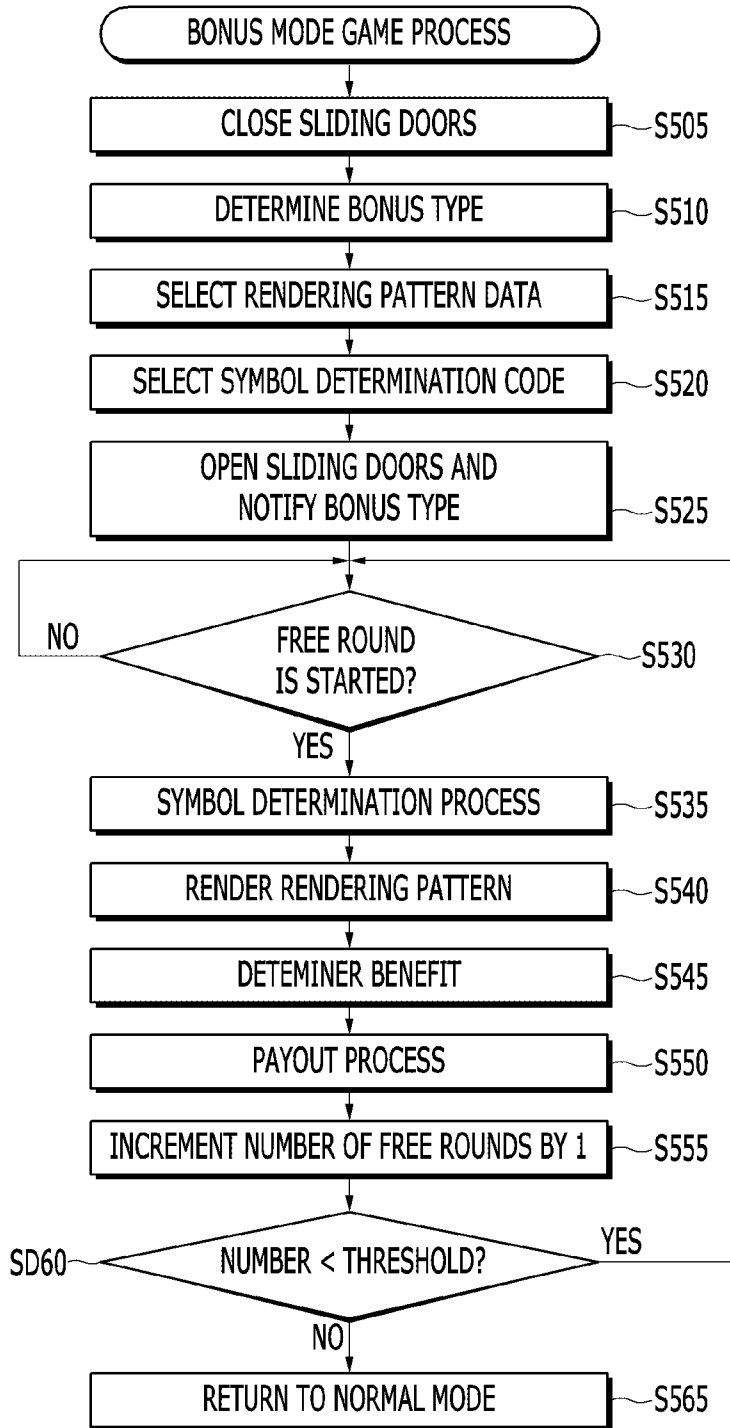 BONUS MODE GAME PROCESS
CLOSE SLIDING DOORS
S505
DETERMINE BONUS TYPE
S510
SELECT RENDERING PATTERN DATA
S515
SELECT SYMBOL DETERMINATION CODE
S520
OPEN SLIDING DOORS AND
NOTIFY BONUS TYPE
S525
NO
FREE ROUND
IS STARTED?
S530
YES
SYMBOL DETERMINATION PROCESS
S535
RENDER RENDERING PATTERN
S540
DETEMINER BENEFIT
S545
PAYOUT PROCESS
S550
INCREMENT NUMBER OF FREE ROUNDS BY 1
S555
SD60
NUMBER < THRESHOLD?
YES
NO
RETURN TO NORMAL MODE
S565